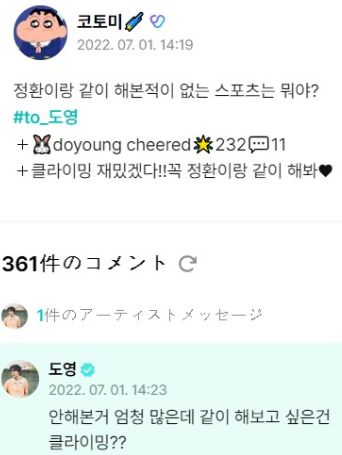 코토미
2022. 07. 01. 14:19
정환이랑 같이 해본적이 없는 스포츠는 뭐야?
#to_도영
+🐰doyoung cheered🌟232💬11
+클라이밍 재밌겠다!!꼭 정환이랑 같이 해봐♥
361件のコメント
1件のアーティストメッセージ
도영
2022. 07. 01. 14:23
안해본거 엄청 많은데 같이 해보고 싶은건
클라이밍??